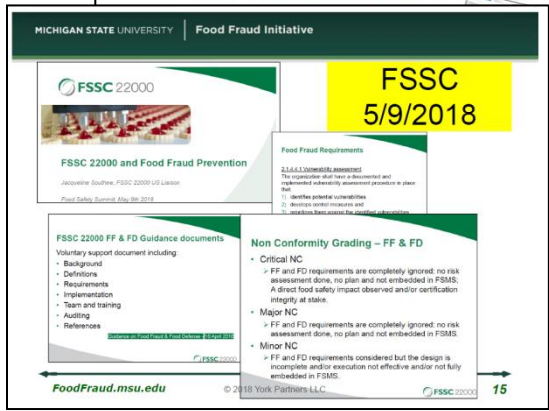 MICHIGAN STATE UNIVERSITY | Food Fraud Initiative
FSSC 22000
FSSC
5/9/2018
FSSC 22000 and Food Fraud Prevention
Jacqueline Southee, FSSC 22000 US Liaison
Food Safety Summit, May 9th 2018
Food Fraud Requirements
2.1.4.4.1 Vulnerability assessment
The organization shall have a documented and
implemented vulnerability assessment procedure in place
that:
1) identifies potential vulnerabilities
2) develops control measures and
3) prioritises them against the identified vulnerabilities
FSSC 22000 FF & FD Guidance documents
Voluntary support document including:
• Background
• Definitions
• Requirements
• Implementation
• Team and training
• Auditing
• References
Guidance on Food Fraud & Food Defense
April 2018
FSSC 22000
Non Conformity Grading – FF & FD
• Critical NC
➢ FF and FD requirements are completely ignored: no risk
assessment done, no plan and not embedded in FSMS;
A direct food safety impact observed and/or certification
integrity at stake.
• Major NC
➢ FF and FD requirements are completely ignored: no risk
assessment done, no plan and not embedded in FSMS.
• Minor NC
➢ FF and FD requirements considered but the design is
incomplete and/or execution not effective and/or not fully
embedded in FSMS.
FSSC 22000
FoodFraud.msu.edu
© 2018 York Partners LLC
15